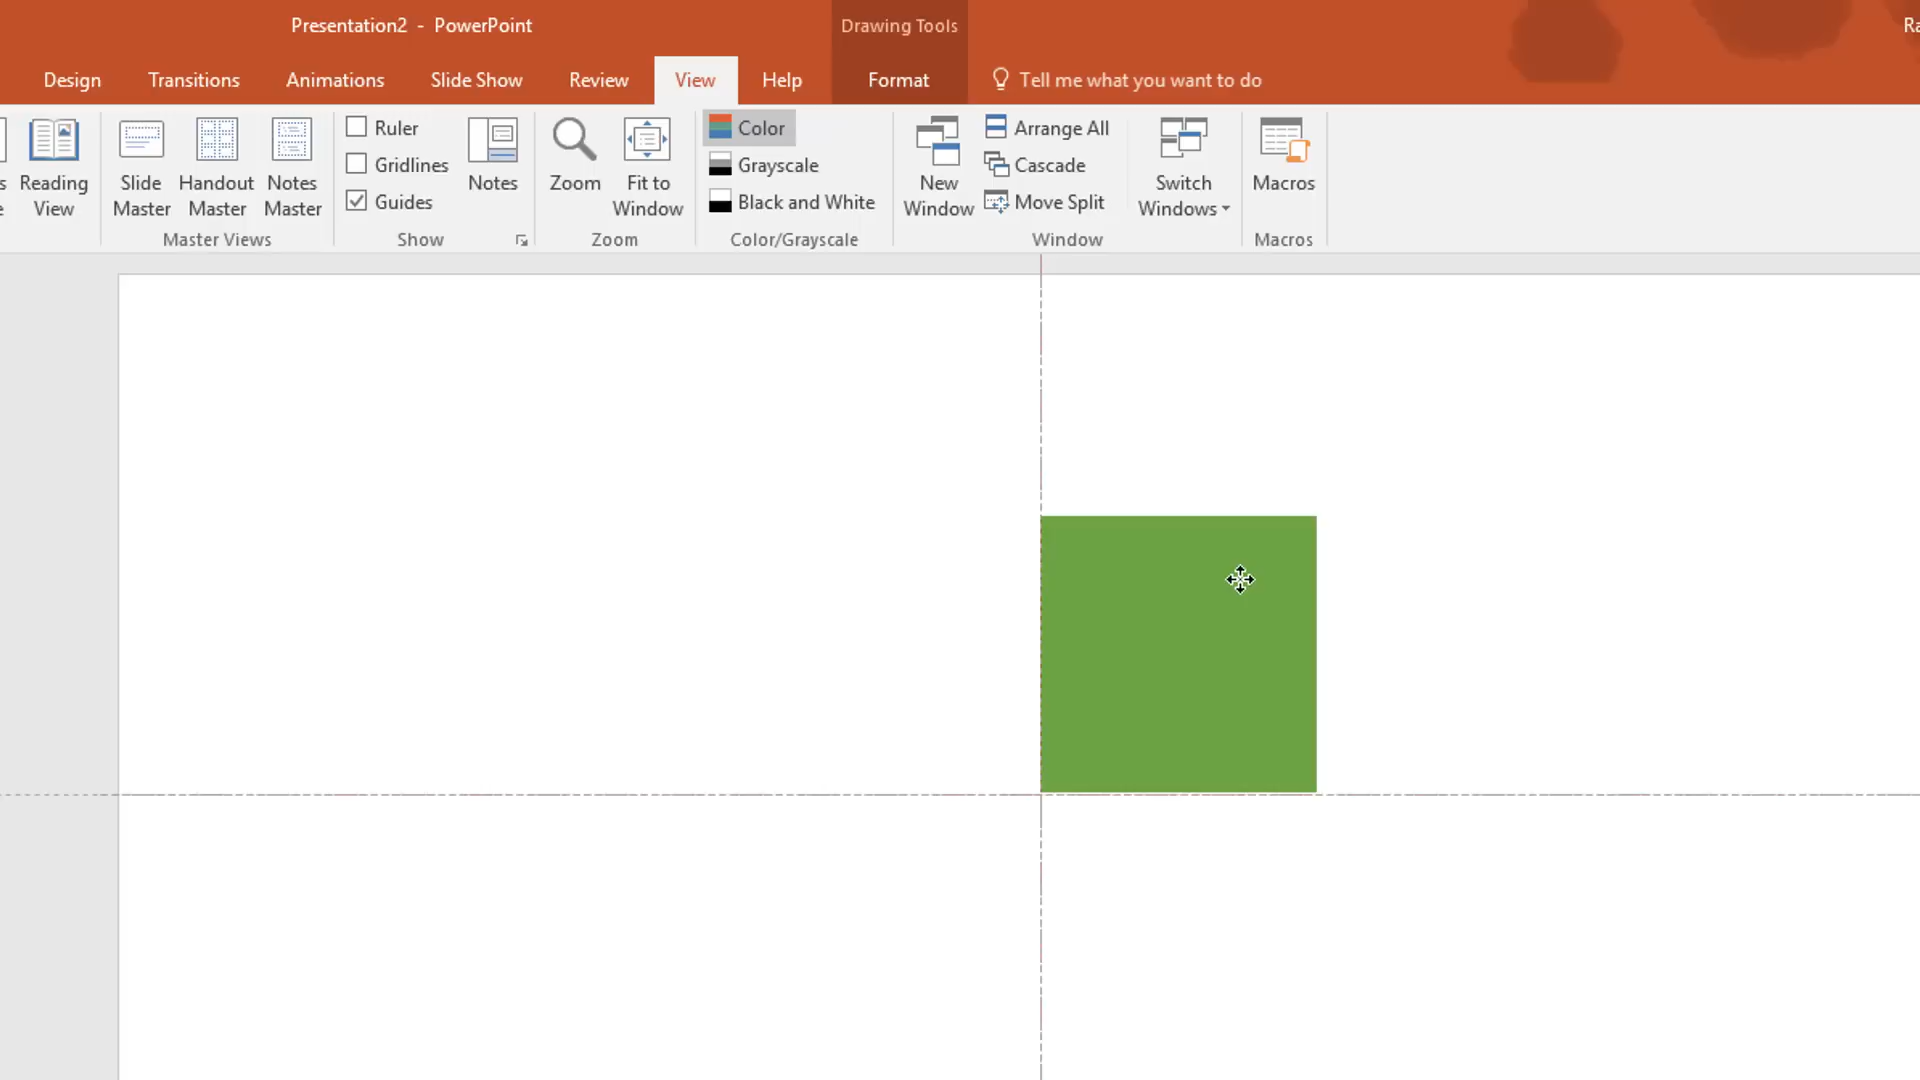 Presentation2 - PowerPoint
Drawing Tools
Design Transitions Animations Slide Show Review View Help Format Tell me what you want to do
Reading View
Slide Master
Handout Master
Notes Master
Master Views
Ruler
Gridlines
Guides
Notes
Show
Zoom
Fit to Window
Zoom
Color
Grayscale
Black and White
Color/Grayscale
New Window
Arrange All
Cascade
Move Split
Switch Windows
Window
Macros
Macros